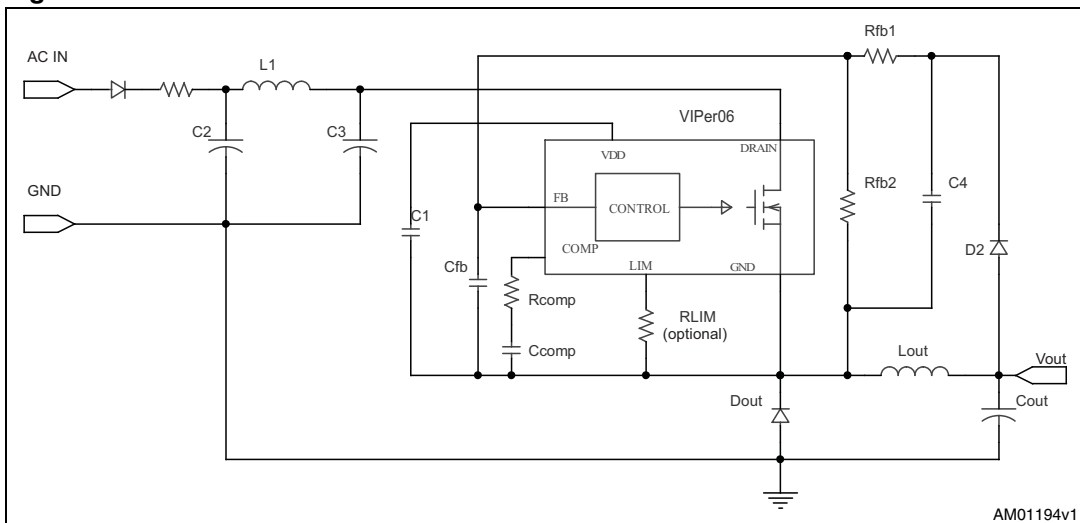 Rfb1
AC IN
L1
VIPer06
C2
C3
VDD
DRAIN
GND
C1
FB
CONTROL
Rfb2
C4
COMP
D2
Cfb
LIM
GND
Rcomp
RLIM
(optional)
Ccomp
Lout
Vout
Dout
Cout
AM01194v1